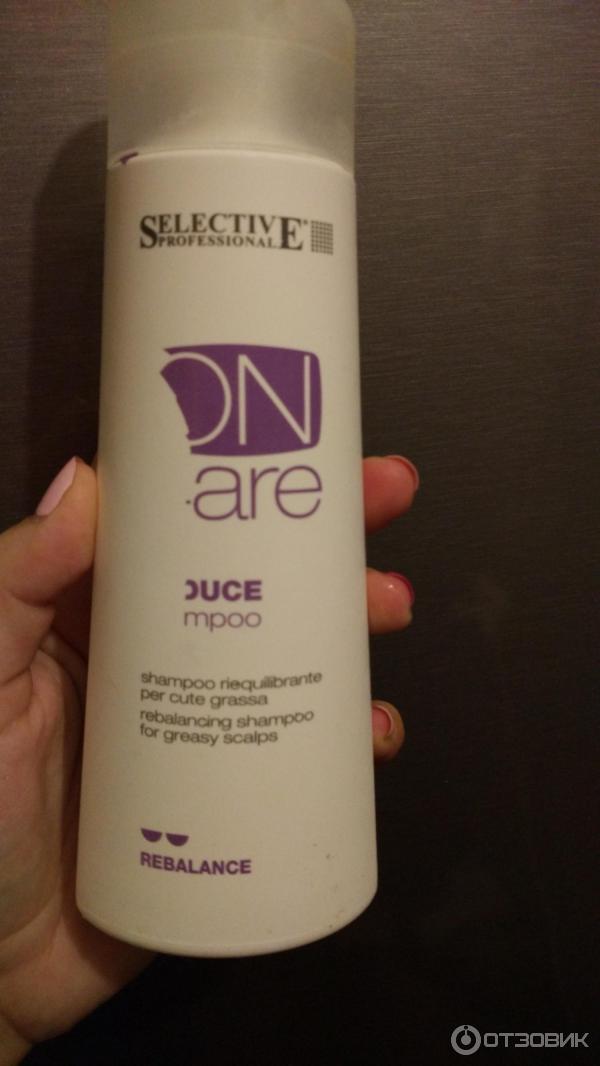 SELECTIVE
PROFESSIONAL
ON
are
OUCE
mpoo
shampoo riequilibrante
per cute grassa
rebalancing shampoo
for greasy scalps
REBALANCE
ОТЗОВИК